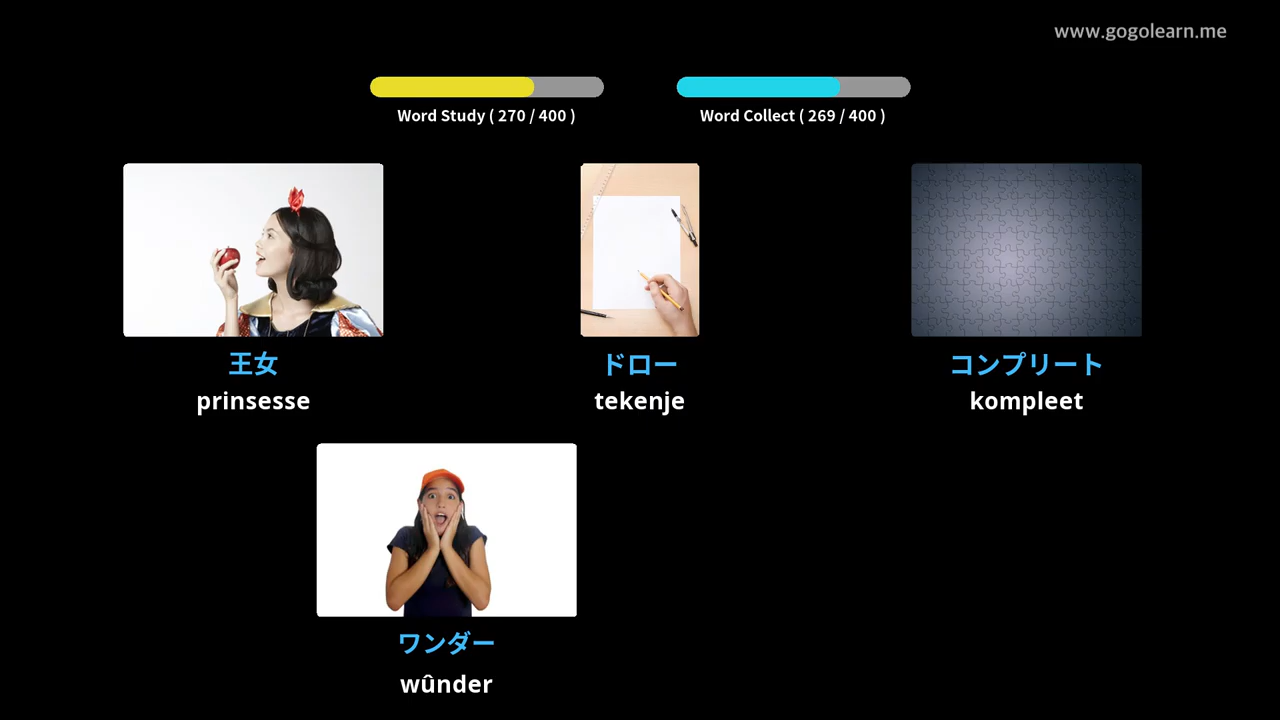 www.gogolearn.me
Word Study ( 270 / 400 )
Word Collect ( 269 / 400 )
王女
prinsesse
ドロー
tekenje
コンプリート
kompleet
ワンダー
wûnder